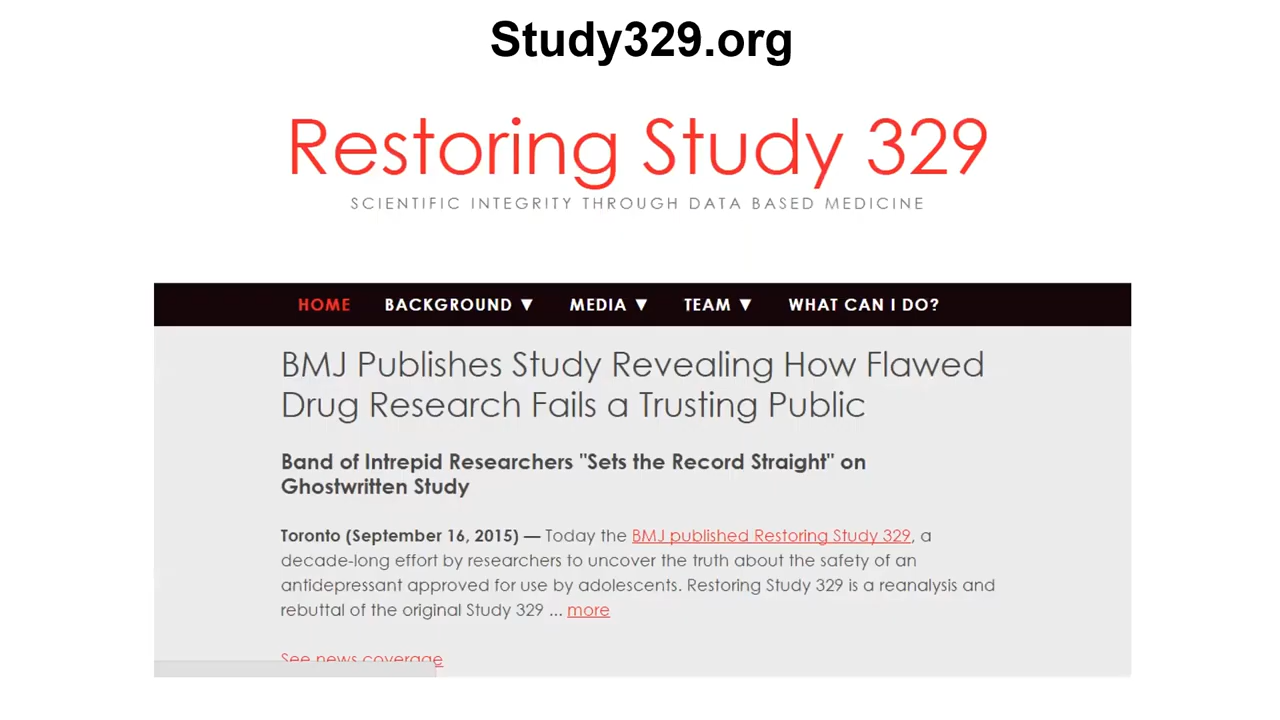 Study329.org
Restoring Study 329
SCIENTIFIC INTEGRITY THROUGH DATA BASED MEDICINE
HOME BACKGROUND ▼ MEDIA ▼ TEAM ▼ WHAT CAN I DO?
BMJ Publishes Study Revealing How Flawed
Drug Research Fails a Trusting Public
Band of Intrepid Researchers "Sets the Record Straight" on
Ghostwritten Study
Toronto (September 16, 2015) — Today the BMJ published Restoring Study 329, a
decade-long effort by researchers to uncover the truth about the safety of an
antidepressant approved for use by adolescents. Restoring Study 329 is a reanalysis and
rebuttal of the original Study 329 ... more
See news coverage